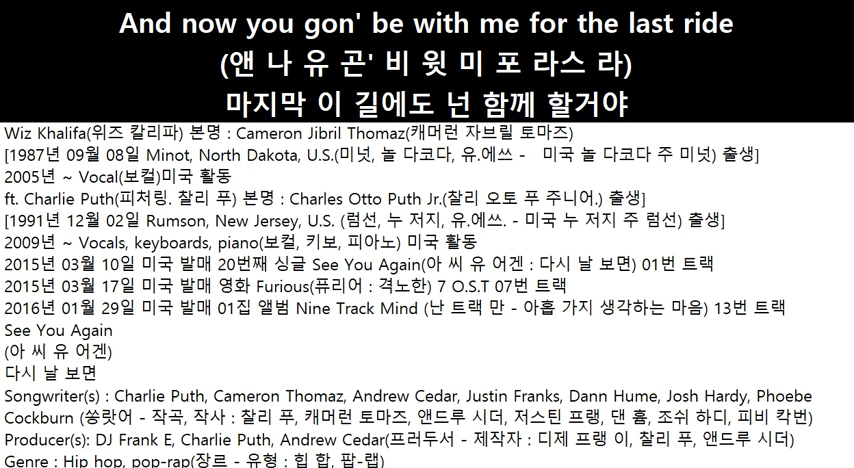 And now you gon' be with me for the last ride
(앤 나 유 곤' 비 윗 미 포 라스 라)
마지막 이 길에도 넌 함께 할거야
Wiz Khalifa(위즈 칼리파) 본명 : Cameron Jibril Thomaz(캐머런 자브릴 토마즈)
[1987년 09월 08일 Minot, North Dakota, U.S.(미넛, 놀 다코다, 유.에쓰 - 미국 놀 다코다 주 미넛) 출생]
2005년 ~ Vocal(보컬)미국 활동
ft. Charlie Puth(피처링. 찰리 푸) 본명 : Charles Otto Puth Jr.(찰리 오토 푸 주니어.) 출생]
[1991년 12월 02일 Rumson, New Jersey, U.S. (럼선, 누 저지, 유.에쓰. - 미국 누 저지 주 럼선) 출생]
2009년 ~ Vocals, keyboards, piano(보컬, 키보, 피아노) 미국 활동
2015년 03월 10일 미국 발매 20번째 싱글 See You Again(아 씨 유 어겐 : 다시 날 보면) 01번 트랙
2015년 03월 17일 미국 발매 영화 Furious(퓨리어 : 격노한) 7 O.S.T 07번 트랙
2016년 01월 29일 미국 발매 01집 앨범 Nine Track Mind (난 트랙 만 - 아홉 가지 생각하는 마음) 13번 트랙
See You Again
(아 씨 유 어겐)
다시 날 보면
Songwriter(s) : Charlie Puth, Cameron Thomaz, Andrew Cedar, Justin Franks, Dann Hume, Josh Hardy, Phoebe
Cockburn (쏭랏어 - 작곡, 작사 : 찰리 푸, 캐머런 토마즈, 앤드루 시더, 저스틴 프랭, 댄 흄, 조쉬 하디, 피비 칵번)
Producer(s): DJ Frank E, Charlie Puth, Andrew Cedar(프러두서 - 제작자 : 디제 프랭 이, 찰리 푸, 앤드루 시더)
Genre : Hip hop, pop-rap(장르 - 유형 : 힙 합, 팝-랩)